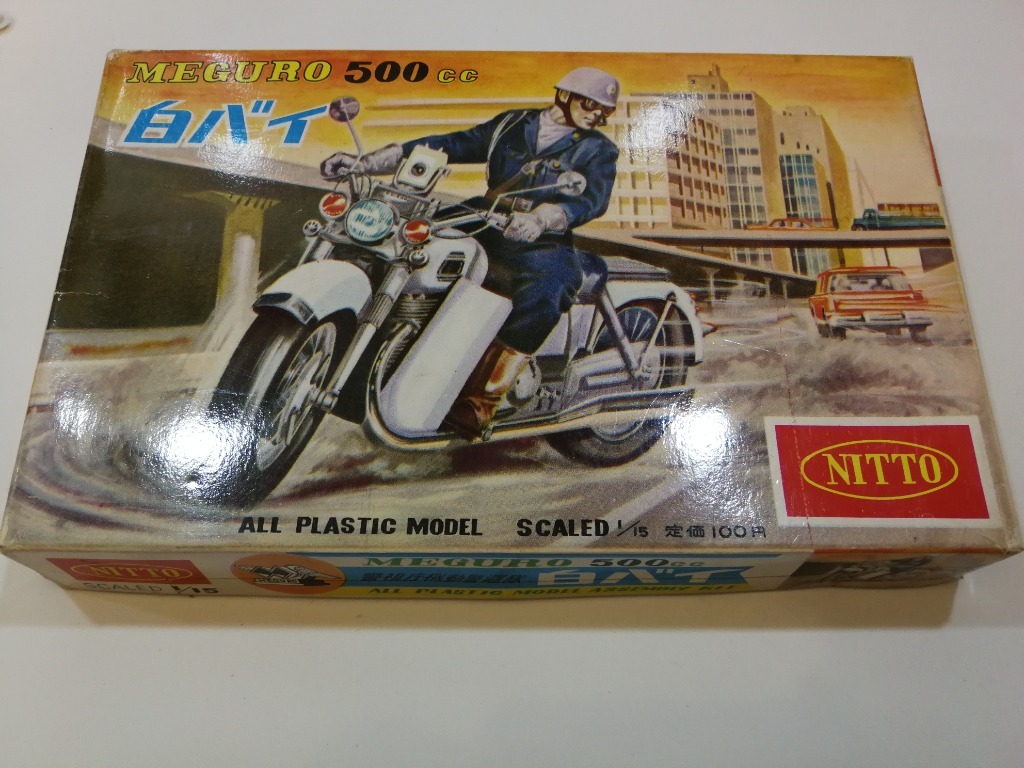 MEGURO 500cc
白バイ
NITTO
ALL PLASTIC MODEL SCALED 1/15 定価100円
NITTO
SCALED 1/15
MEGURO 500cc
白バイ
ALL PLASTIC MODEL ASSEMBLY KIT